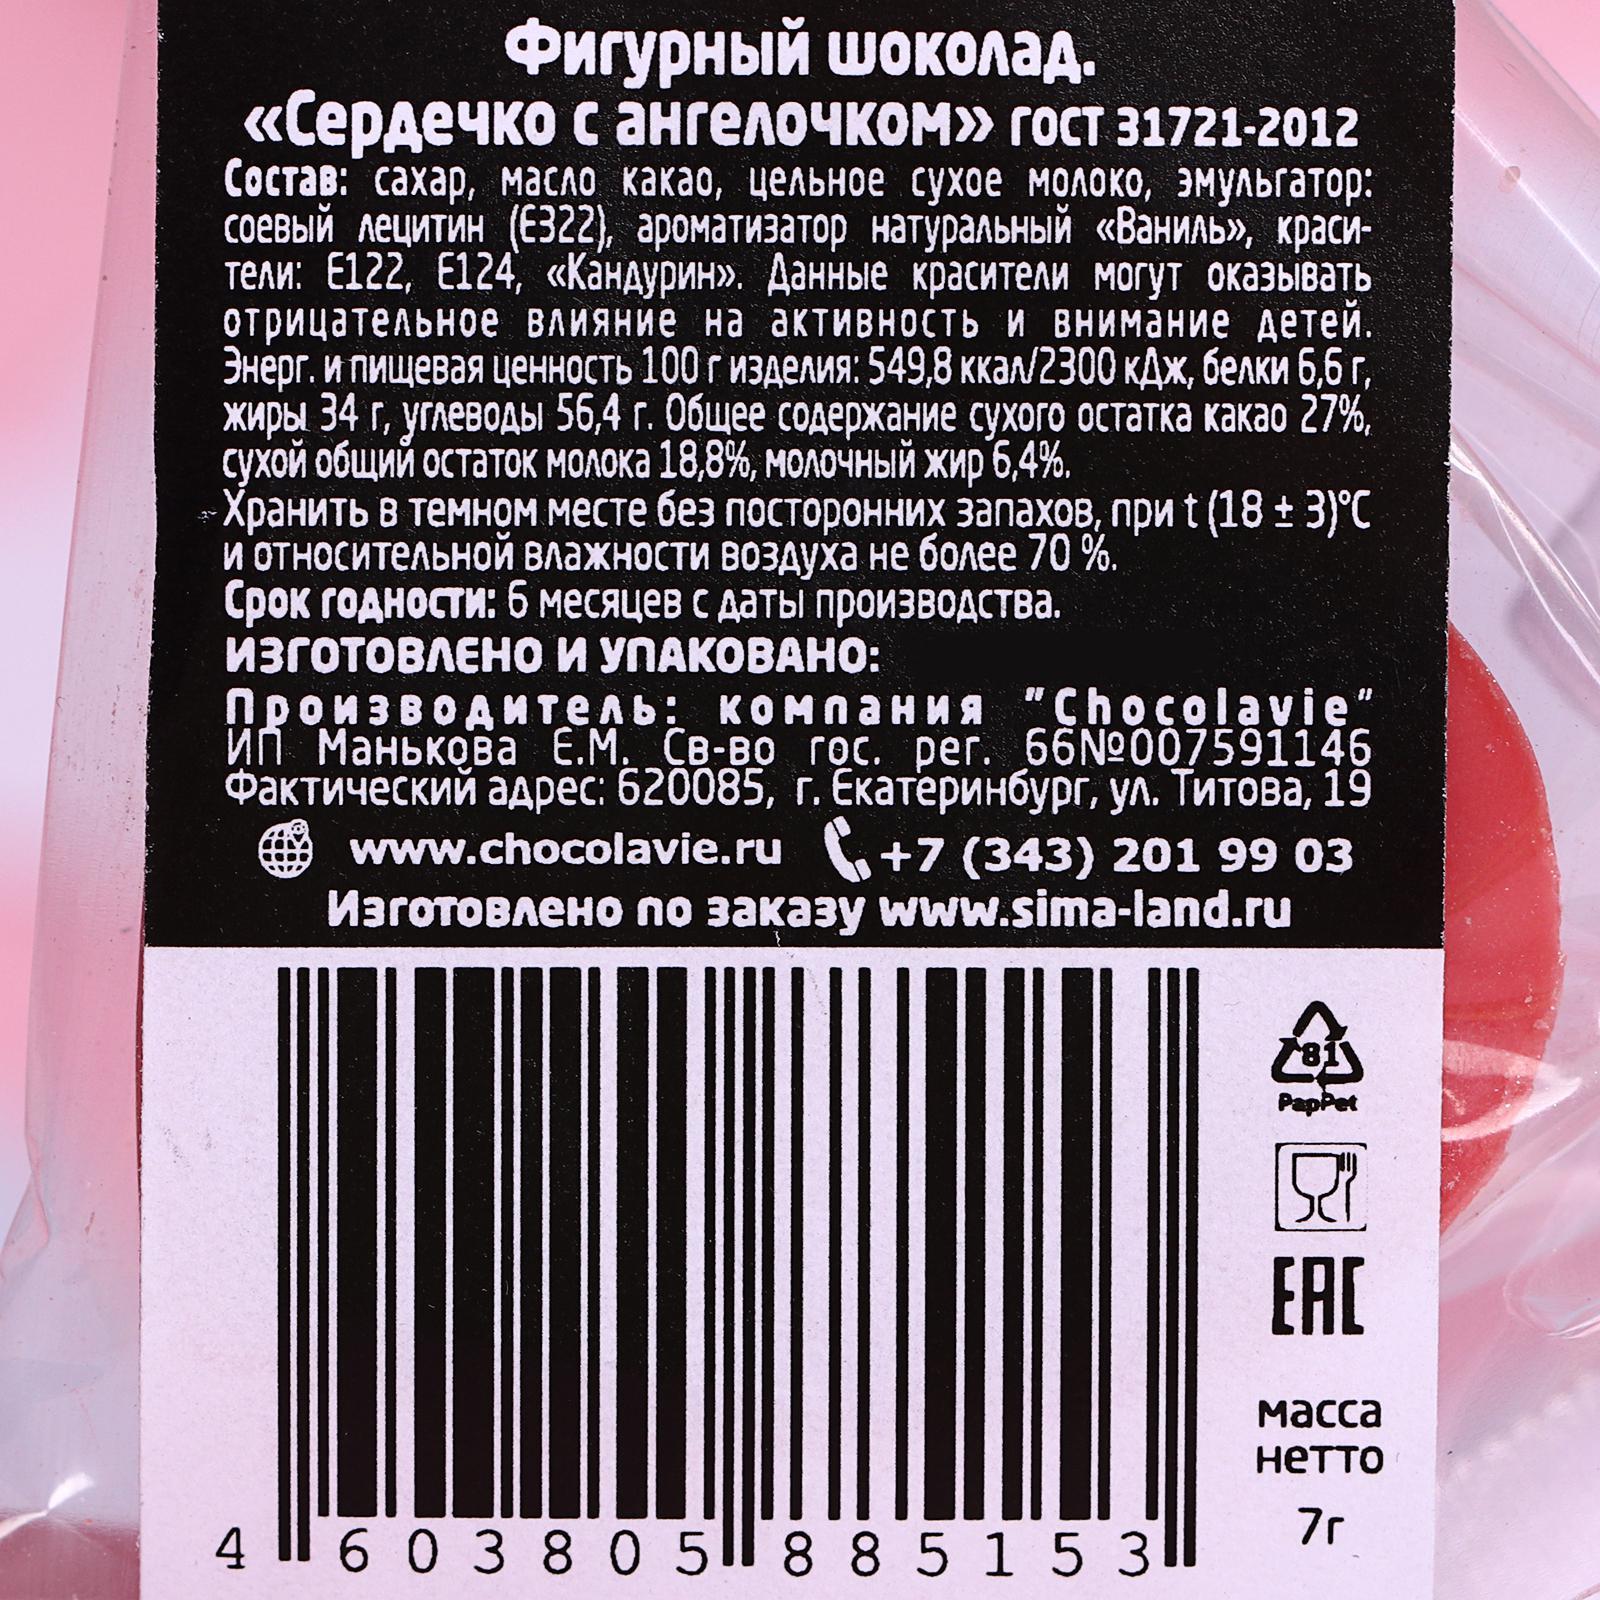 Фигурный шоколад.
«Сердечко с ангелочком» ГОСТ 31721-2012
Состав: сахар, масло какао, цельное сухое молоко, эмульгатор:
соевый лецитин (Е322), ароматизатор натуральный «Ваниль», краси-
тели: Е122, Е124, «Кандурин». Данные красители могут оказывать
отрицательное влияние на активность и внимание детей.
Энерг. и пищевая ценность 100 г изделия: 549,8 ккал/2300 кДж, белки 6,6 г,
жиры 34 г, углеводы 56,4 г. Общее содержание сухого остатка какао 27%,
сухой общий остаток молока 18,8%, молочный жир 6,4%.
Хранить в темном месте без посторонних запахов, при t (18 ± 3)°С
и относительной влажности воздуха не более 70 %.
Срок годности: 6 месяцев с даты производства.
ИЗГОТОВЛЕНО И УПАКОВАНО:
Производитель: компания "Chocolavie"
ИП Манькова Е.М. Св-во гос. рег. 66№007591146
Фактический адрес: 620085, г. Екатеринбург, ул. Титова, 19
www.chocolavie.ru +7 (343) 201 99 03
Изготовлено по заказу www.sima-land.ru
81
PapPet
EAC
масса
нетто
7г
4 603805 885153